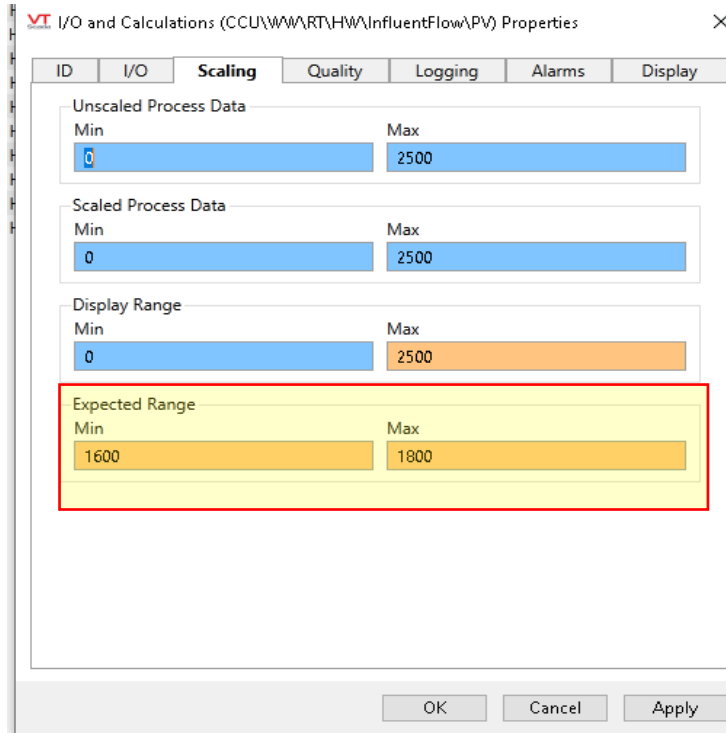 VT Scada I/O and Calculations (CCU\WW\RT\HW\InfluentFlow\PV) Properties
ID I/O Scaling Quality Logging Alarms Display
Unscaled Process Data
Min Max
0 2500
Scaled Process Data
Min Max
0 2500
Display Range
Min Max
0 2500
Expected Range
Min Max
1600 1800
OK Cancel Apply